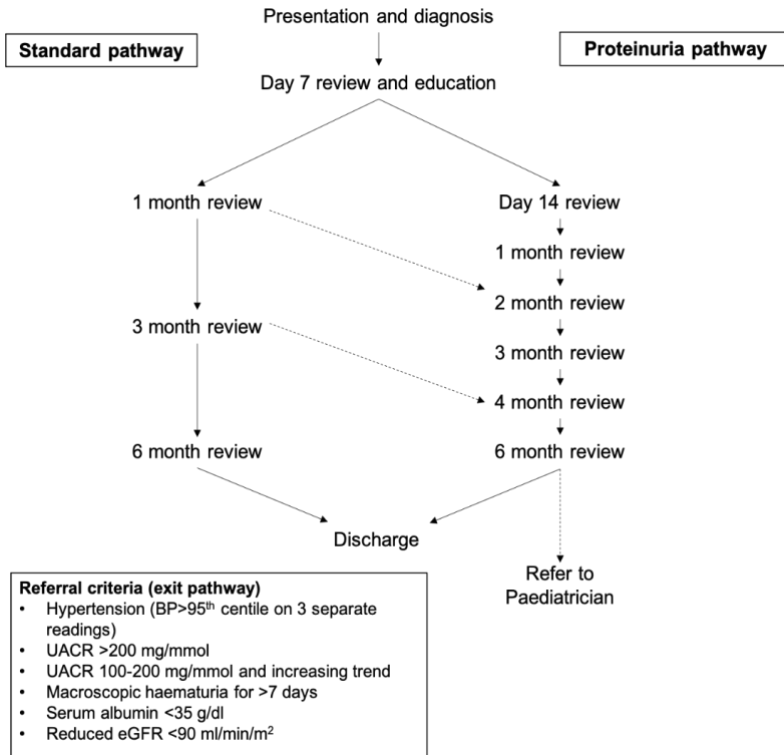 Presentation and diagnosis
Standard pathway
Proteinuria pathway
Day 7 review and education
1 month review
Day 14 review
1 month review
2 month review
3 month review
3 month review
4 month review
6 month review
6 month review
Discharge
Refer to
Paediatrician
Referral criteria (exit pathway)
• Hypertension (BP>95th centile on 3 separate
readings)
• UACR >200 mg/mmol
• UACR 100-200 mg/mmol and increasing trend
• Macroscopic haematuria for >7 days
• Serum albumin <35 g/dl
• Reduced eGFR <90 ml/min/m²